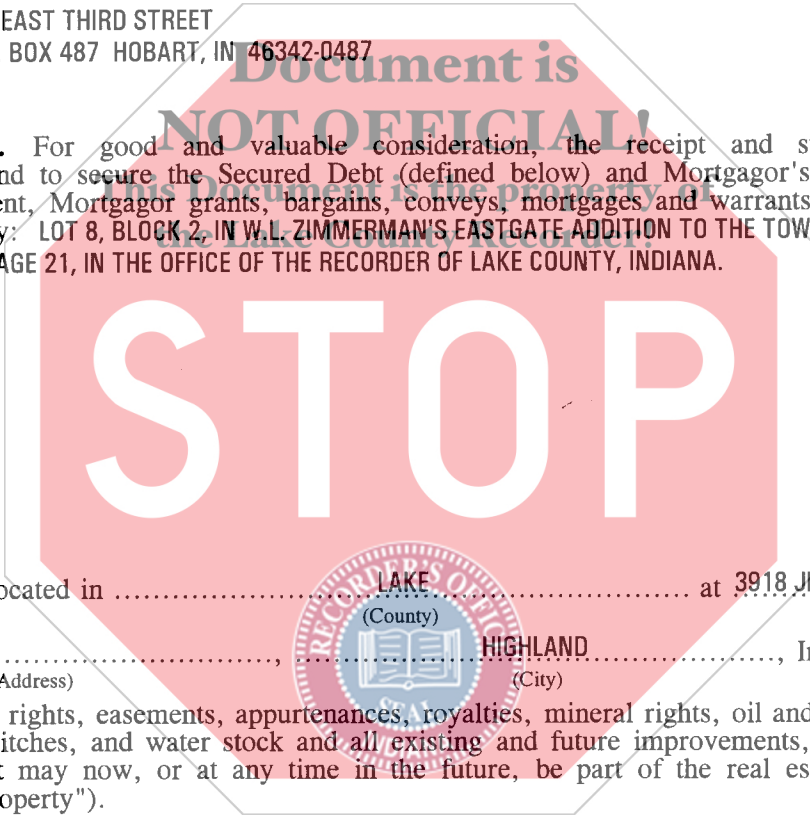 EAST THIRD STREET
BOX 487 HOBART, IN 46342-0487
Document is
NOT OFFICIAL!
. For good and valuable consideration, the receipt and s
nd to secure the Secured Debt (defined below) and Mortgagor's
This Document is the property of
ent, Mortgagor grants, bargains, conveys, mortgages and warrants
the Lake County Recorder!
y: LOT 8, BLOCK 2, IN W.L. ZIMMERMAN'S EASTGATE ADDITION TO THE TOW
AGE 21, IN THE OFFICE OF THE RECORDER OF LAKE COUNTY, INDIANA.
STOP
ocated in .................... LAKE .................... at 3918 J
(County)
...................., .................... HIGHLAND ...................., I
Address) (City)
RECORDER'S OFFICE
SEAL
INDIANA
rights, easements, appurtenances, royalties, mineral rights, oil and
itches, and water stock and all existing and future improvements,
t may now, or at any time in the future, be part of the real es
operty").